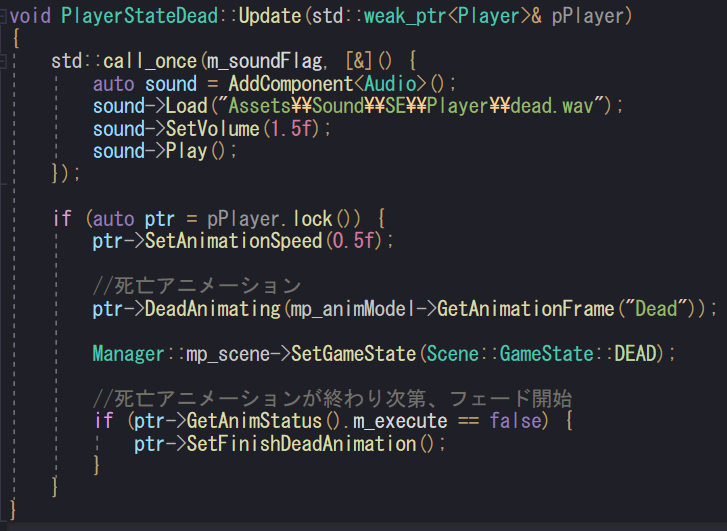 void PlayerStateDead::Update(std::weak_ptr<Player>& pPlayer)
{
    std::call_once(m_soundFlag, [&]() {
        auto sound = AddComponent<Audio>();
        sound->Load("Assets¥¥Sound¥¥SE¥¥Player¥¥dead.wav");
        sound->SetVolume(1.5f);
        sound->Play();
    });

    if (auto ptr = pPlayer.lock()) {
        ptr->SetAnimationSpeed(0.5f);

        //死亡アニメーション
        ptr->DeadAnimating(mp_animModel->GetAnimationFrame("Dead"));

        Manager::mp_scene->SetGameState(Scene::GameState::DEAD);

        //死亡アニメーションが終わり次第、フェード開始
        if (ptr->GetAnimStatus().m_execute == false) {
            ptr->SetFinishDeadAnimation();
        }
    }
}